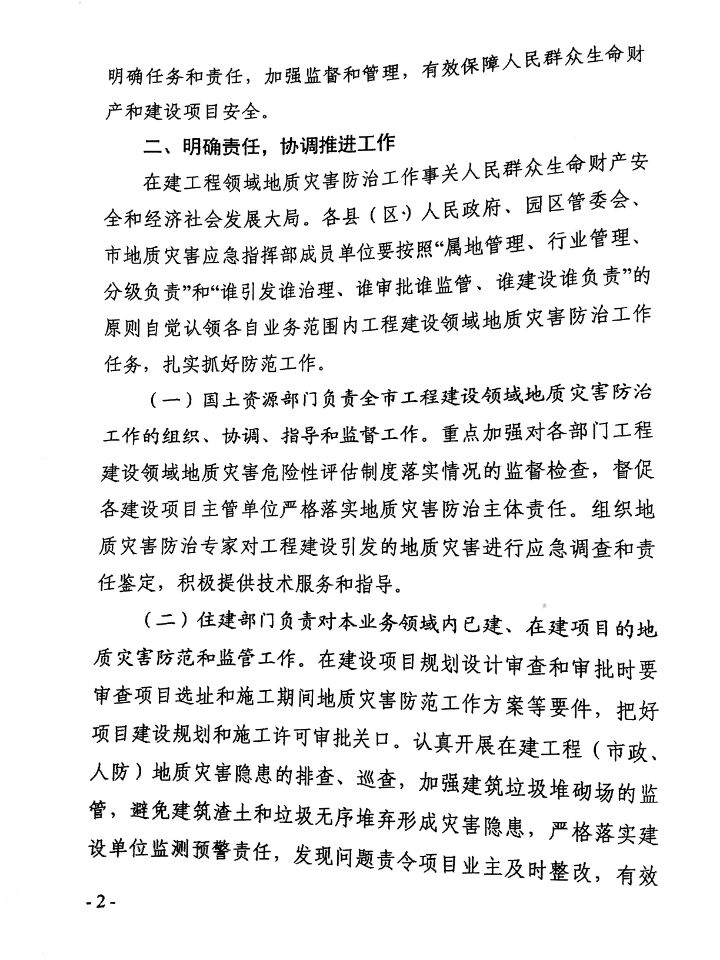 明确任务和责任，加强监督和管理，有效保障人民群众生命财
产和建设项目安全。
二、明确责任，协调推进工作
在建工程领域地质灾害防治工作事关人民群众生命财产安
全和经济社会发展大局。各县（区）人民政府、园区管委会、
市地质灾害应急指挥部成员单位要按照“属地管理、行业管理、
分级负责”和“谁引发谁治理、谁审批谁监管、谁建设谁负责”的
原则自觉认领各自业务范围内工程建设领域地质灾害防治工作
任务，扎实抓好防范工作。
（一）国土资源部门负责全市工程建设领域地质灾害防治
工作的组织、协调、指导和监督工作。重点加强对各部门工程
建设领域地质灾害危险性评估制度落实情况的监督检查，督促
各建设项目主管单位严格落实地质灾害防治主体责任。组织地
质灾害防治专家对工程建设引发的地质灾害进行应急调查和责
任鉴定，积极提供技术服务和指导。
（二）住建部门负责对本业务领域内已建、在建项目的地
质灾害防范和监管工作。在建设项目规划设计审查和审批时要
审查项目选址和施工期间地质灾害防范工作方案等要件，把好
项目建设规划和施工许可审批关口。认真开展在建工程（市政、
人防）地质灾害隐患的排查、巡查，加强建筑垃圾堆砌场的监
管，避免建筑渣土和垃圾无序堆弃形成灾害隐患，严格落实建
设单位监测预警责任，发现问题责令项目业主及时整改，有效
- 2 -